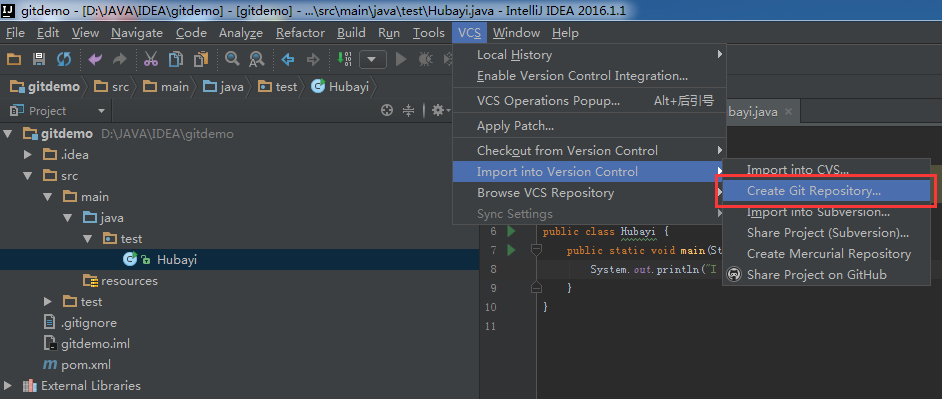 gitdemo - [D:\JAVA\IDEA\gitdemo] - [gitdemo] - ...\src\main\java\test\Hubayi.java - IntelliJ IDEA 2016.1.1
File Edit View Navigate Code Analyze Refactor Build Run Tools VCS Window Help
gitdemo src main java test Hubayi
Project
bayi.java
gitdemo D:\JAVA\IDEA\gitdemo
.idea
src
main
java
test
Hubayi
resources
test
.gitignore
gitdemo.iml
pom.xml
External Libraries
Local History
Enable Version Control Integration...
VCS Operations Popup... Alt+后引号
Apply Patch...
Checkout from Version Control
Import into Version Control
Browse VCS Repository
Sync Settings
Import into CVS...
Create Git Repository...
Import into Subversion...
Share Project (Subversion)...
Create Mercurial Repository
Share Project on GitHub
6 public class Hubayi {
7 public static void main(St
8 System.out.println("I
9 }
10 }
11